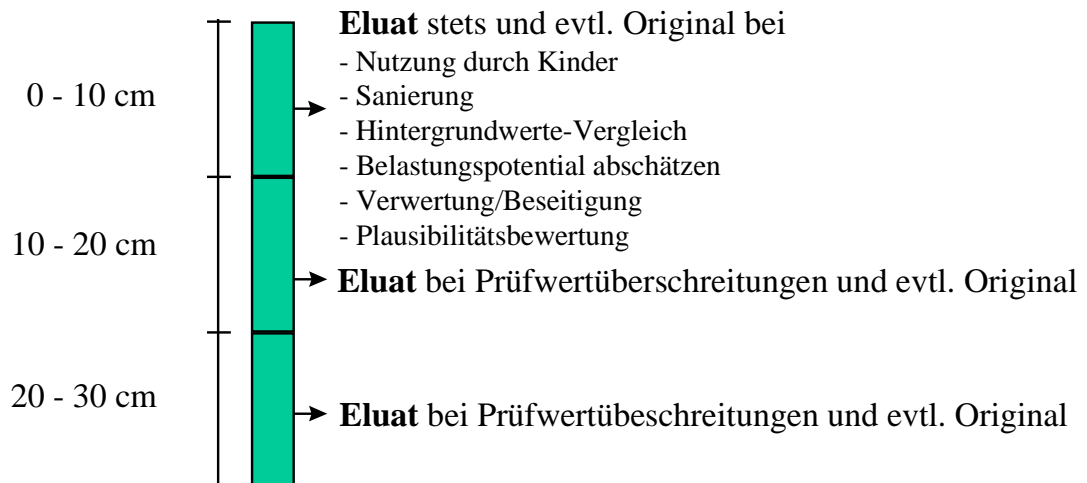 Eluat stets und evtl. Original bei
- Nutzung durch Kinder
0 - 10 cm
- Sanierung
- Hintergrundwerte-Vergleich
- Belastungspotential abschätzen
- Verwertung/Beseitigung
- Plausibilitätsbewertung
10 - 20 cm
Eluat bei Prüfwertüberschreitungen und evtl. Original
20 - 30 cm
Eluat bei Prüfwertübeschreitungen und evtl. Original